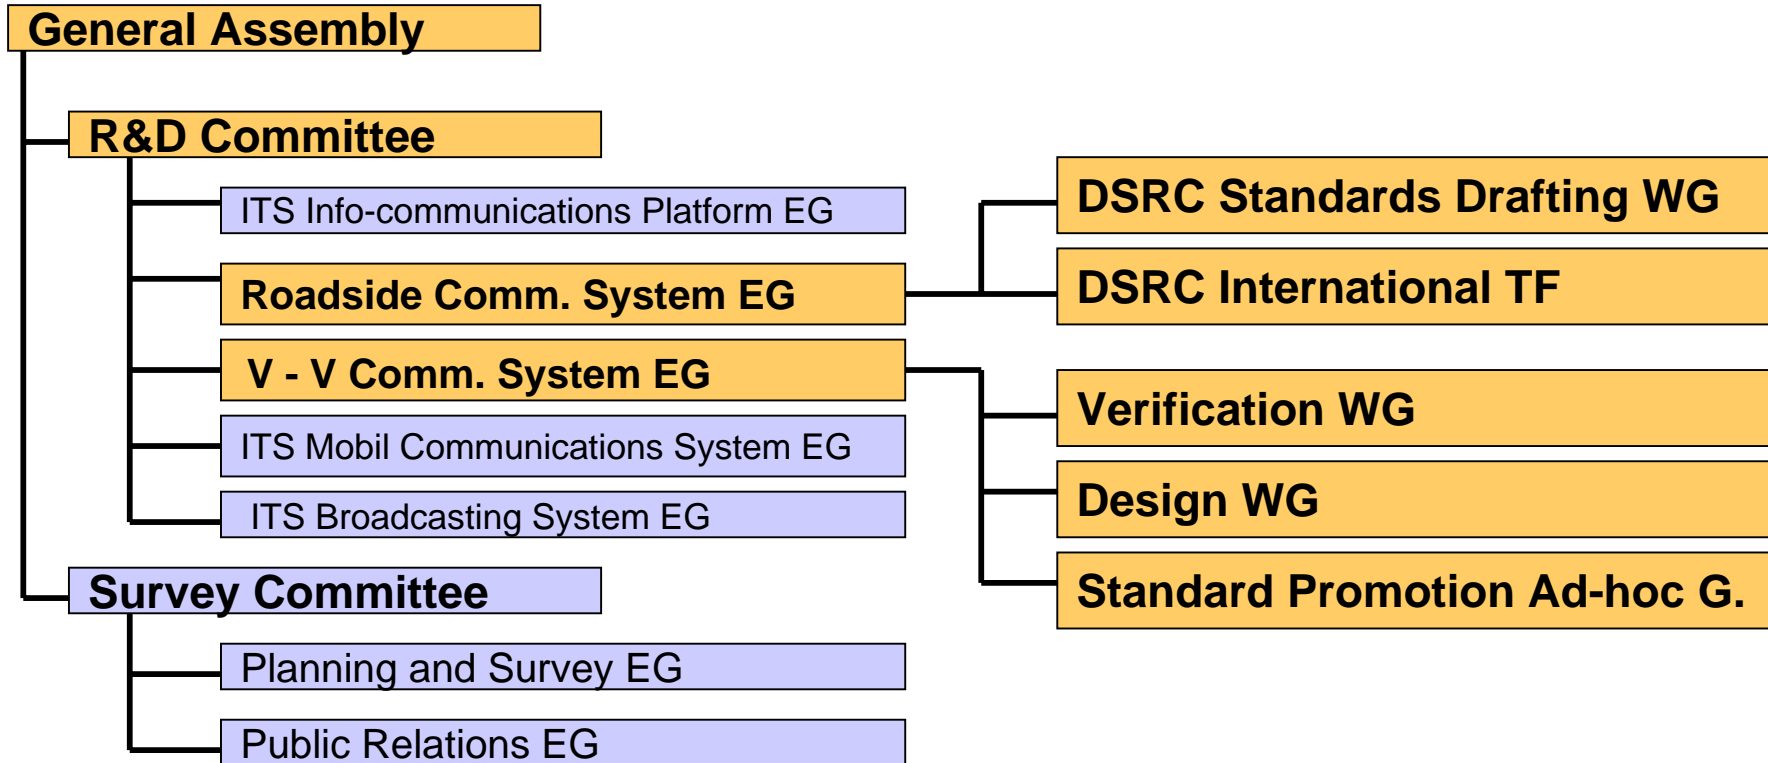 General Assembly
R&D Committee
ITS Info-communications Platform EG
Roadside Comm. System EG
V - V Comm. System EG
ITS Mobil Communications System EG
ITS Broadcasting System EG
Survey Committee
Planning and Survey EG
Public Relations EG
DSRC Standards Drafting WG
DSRC International TF
Verification WG
Design WG
Standard Promotion Ad-hoc G.